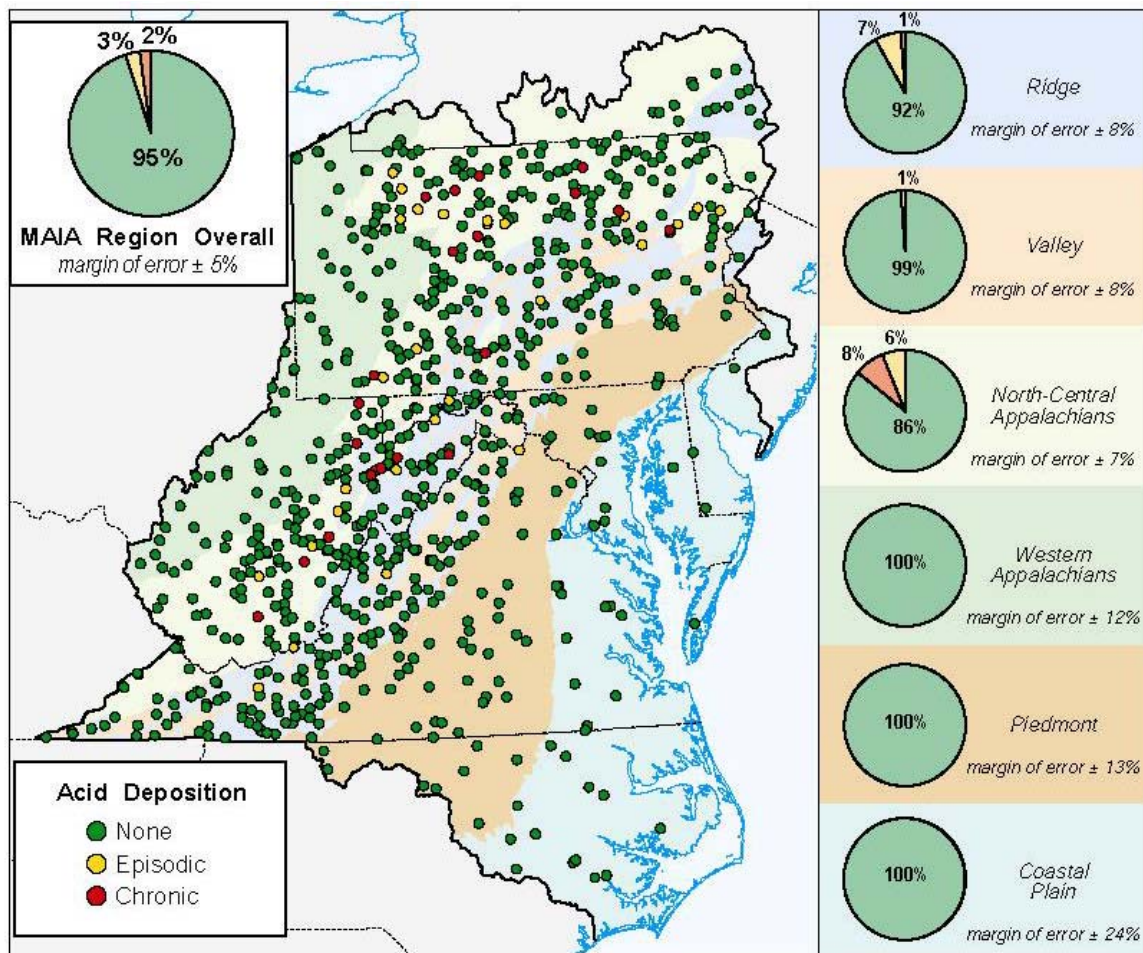 3%
2%
95%
MAIA Region Overall
margin of error ± 5%
Acid Deposition
None
Episodic
Chronic
7%
1%
92%
Ridge
margin of error ± 8%
1%
99%
Valley
margin of error ± 8%
8%
6%
86%
North-Central
Appalachians
margin of error ± 7%
100%
Western
Appalachians
margin of error ± 12%
100%
Piedmont
margin of error ± 13%
100%
Coastal
Plain
margin of error ± 24%